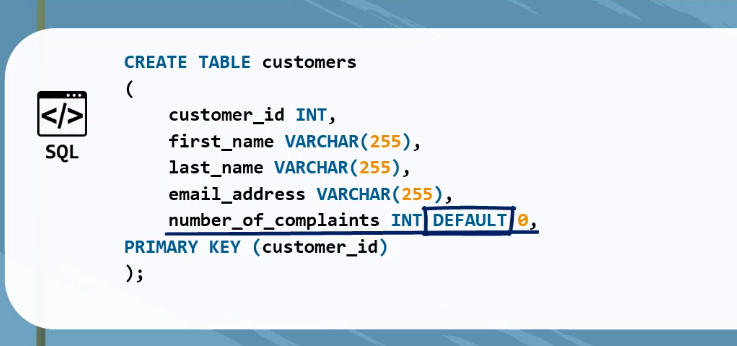 CREATE TABLE customers
(
customer_id INT,
first_name VARCHAR(255),
last_name VARCHAR(255),
email_address VARCHAR(255),
number_of_complaints INT DEFAULT 0,
PRIMARY KEY (customer_id)
);
</>
SQL